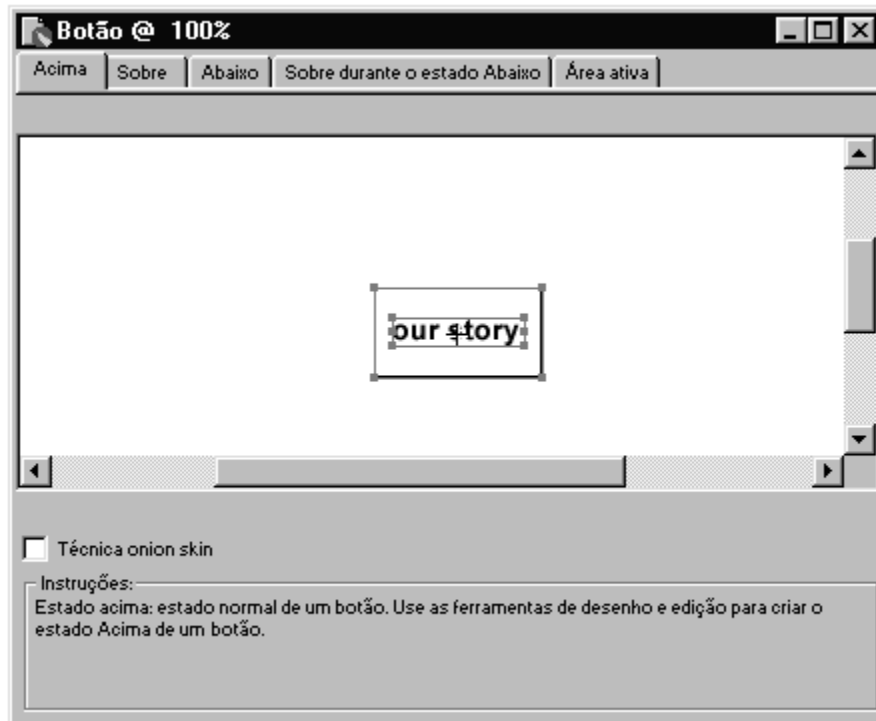 Botão @ 100%
Acima Sobre Abaixo Sobre durante o estado Abaixo Área ativa
our story
Técnica onion skin
Instruções:
Estado acima: estado normal de um botão. Use as ferramentas de desenho e edição para criar o
estado Acima de um botão.